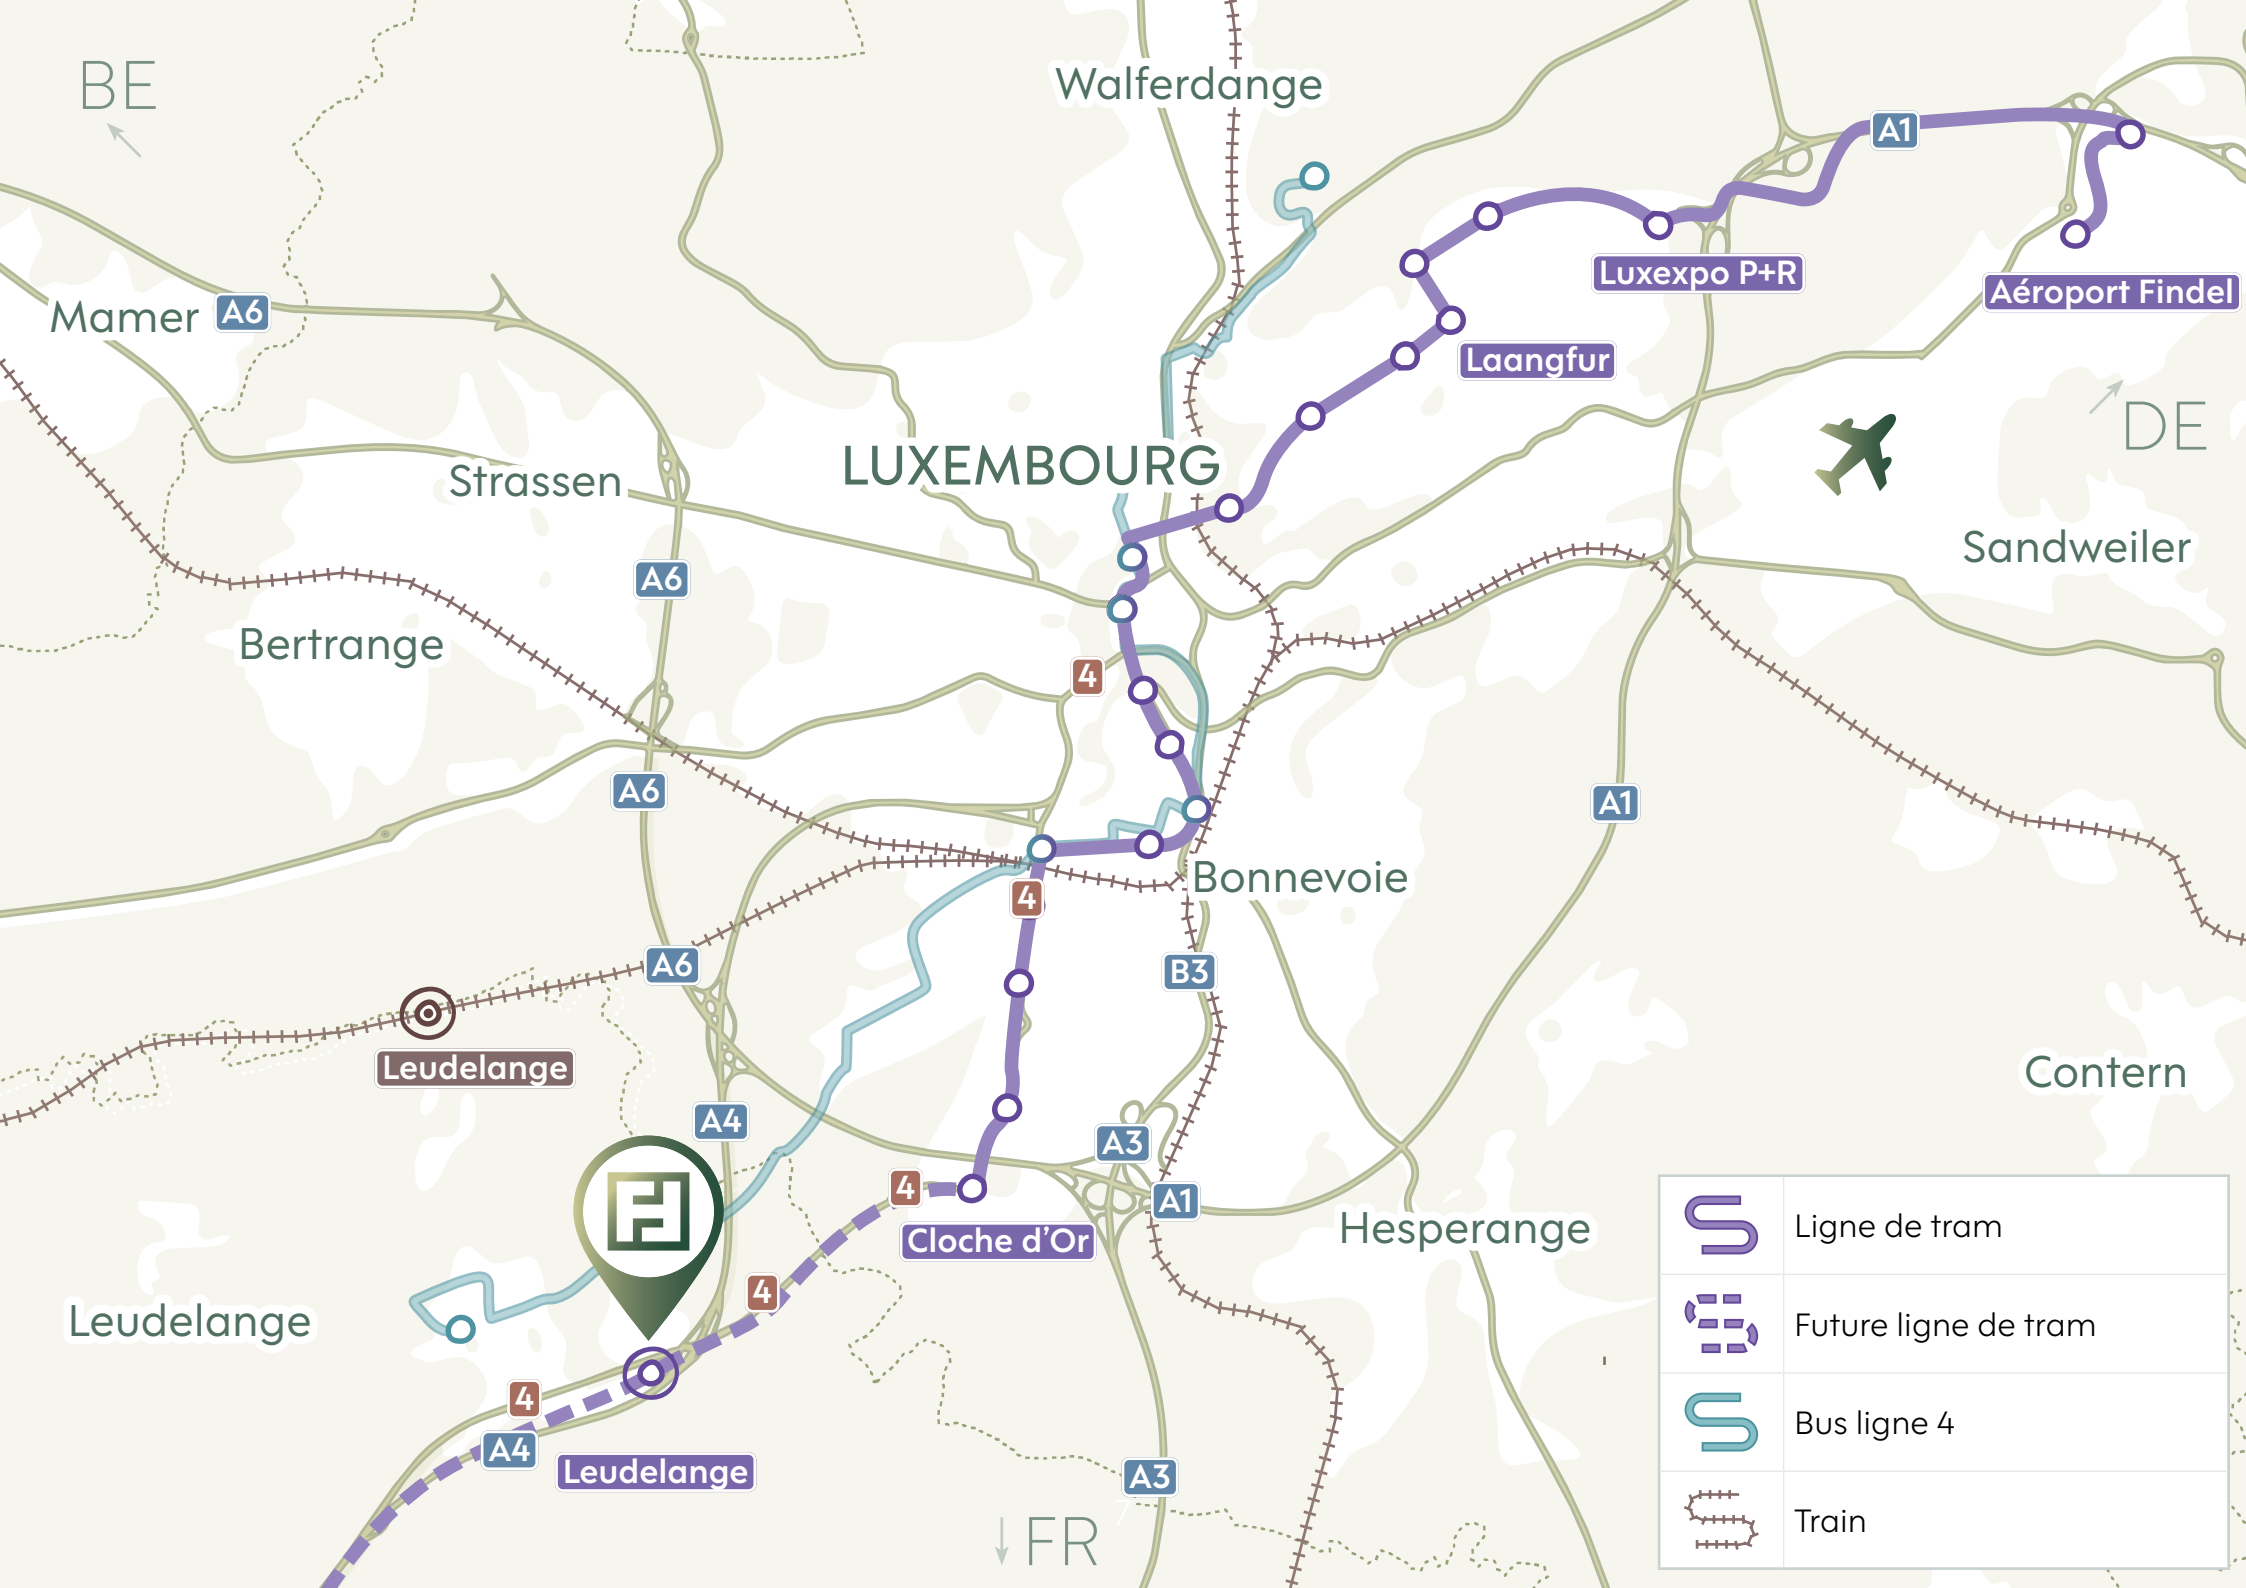 BE
Walferdange
A1
Luxexpo P+R
Aéroport Findel
Mamer
A6
Laangfur
DE
LUXEMBOURG
Strassen
Sandweiler
A6
Bertrange
4
A6
A1
Bonnevoie
4
A6
B3
Leudelange
Contern
A4
A3
4
A1
Cloche d'Or
Hesperange
Leudelange
4
4
A4
Leudelange
A3
FR
Ligne de tram
Future ligne de tram
Bus ligne 4
Train